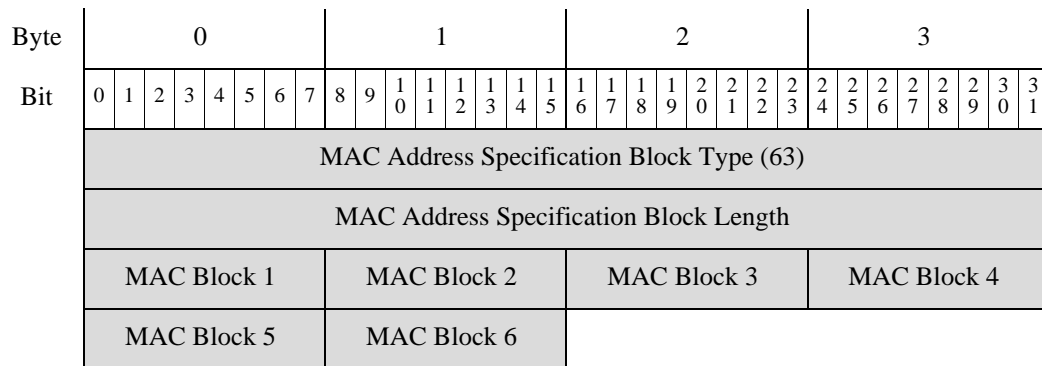 Byte 0 1 2 3
Bit 0 1 2 3 4 5 6 7 8 9 10 11 12 13 14 15 16 17 18 19 20 21 22 23 24 25 26 27 28 29 30 31
MAC Address Specification Block Type (63)
MAC Address Specification Block Length
MAC Block 1 MAC Block 2 MAC Block 3 MAC Block 4
MAC Block 5 MAC Block 6